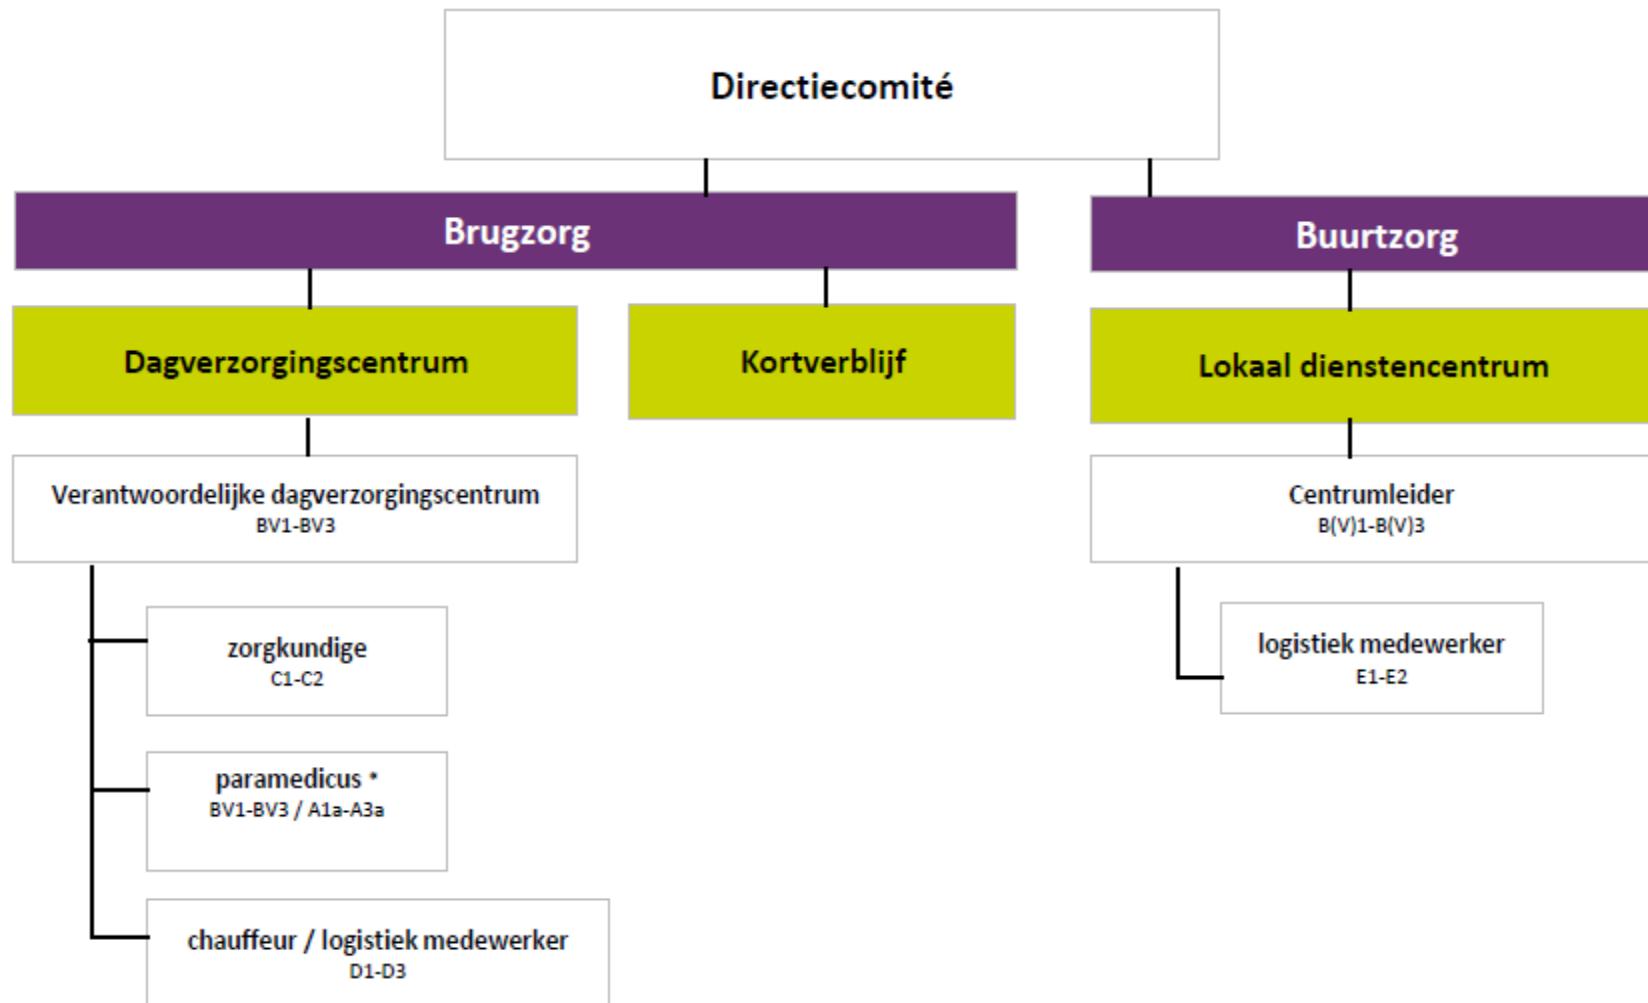 Directiecomité
Brugzorg
Buurtzorg
Dagverzorgingscentrum
Kortverblijf
Lokaal dienstencentrum
Verantwoordelijke dagverzorgingscentrum
BV1-BV3
Centrumleider
B(V)1-B(V)3
zorgkundige
C1-C2
logistiek medewerker
E1-E2
paramedicus *
BV1-BV3 / A1a-A3a
chauffeur / logistiek medewerker
D1-D3